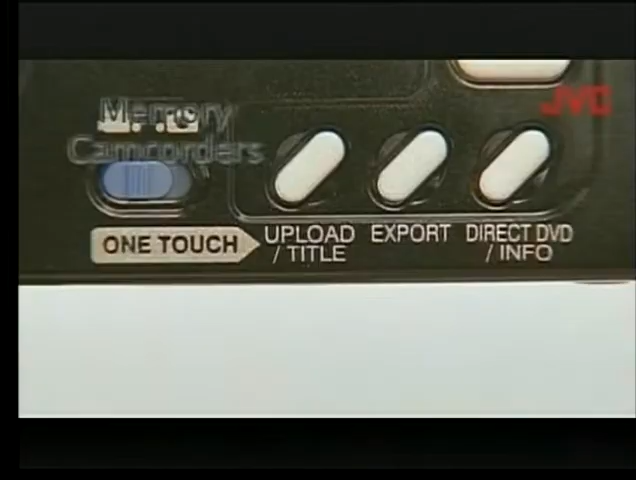 JVC
Memory
Camcorders
ONE TOUCH
UPLOAD
/ TITLE
EXPORT
DIRECT DVD
/ INFO